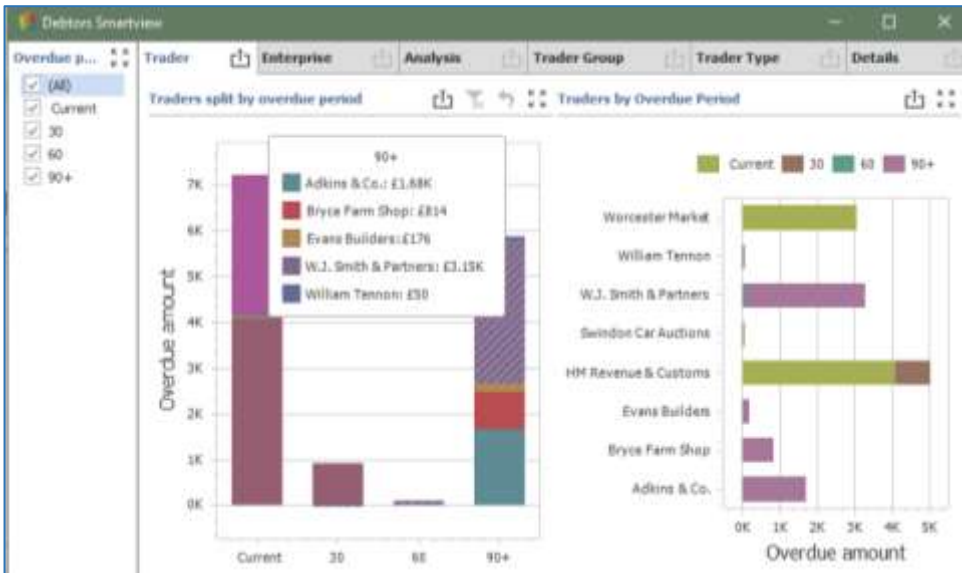 Debtors Smartview
Overdue p...
(All)
Current
30
60
90+
Trader
Enterprise
Analysis
Trader Group
Trader Type
Details
Traders split by overdue period
Overdue amount
7K
6K
5K
4K
3K
2K
1K
0K
Current
30
60
90+
90+
Adkins & Co.: £1.68K
Bryce Farm Shop: £814
Evans Builders: £176
W.J. Smith & Partners: £3.15K
William Tennon: £50
Traders by Overdue Period
Current 30 60 90+
Worcester Market
William Tennon
W.J. Smith & Partners
Swindon Car Auctions
HM Revenue & Customs
Evans Builders
Bryce Farm Shop
Adkins & Co.
0K 1K 2K 3K 4K 5K
Overdue amount